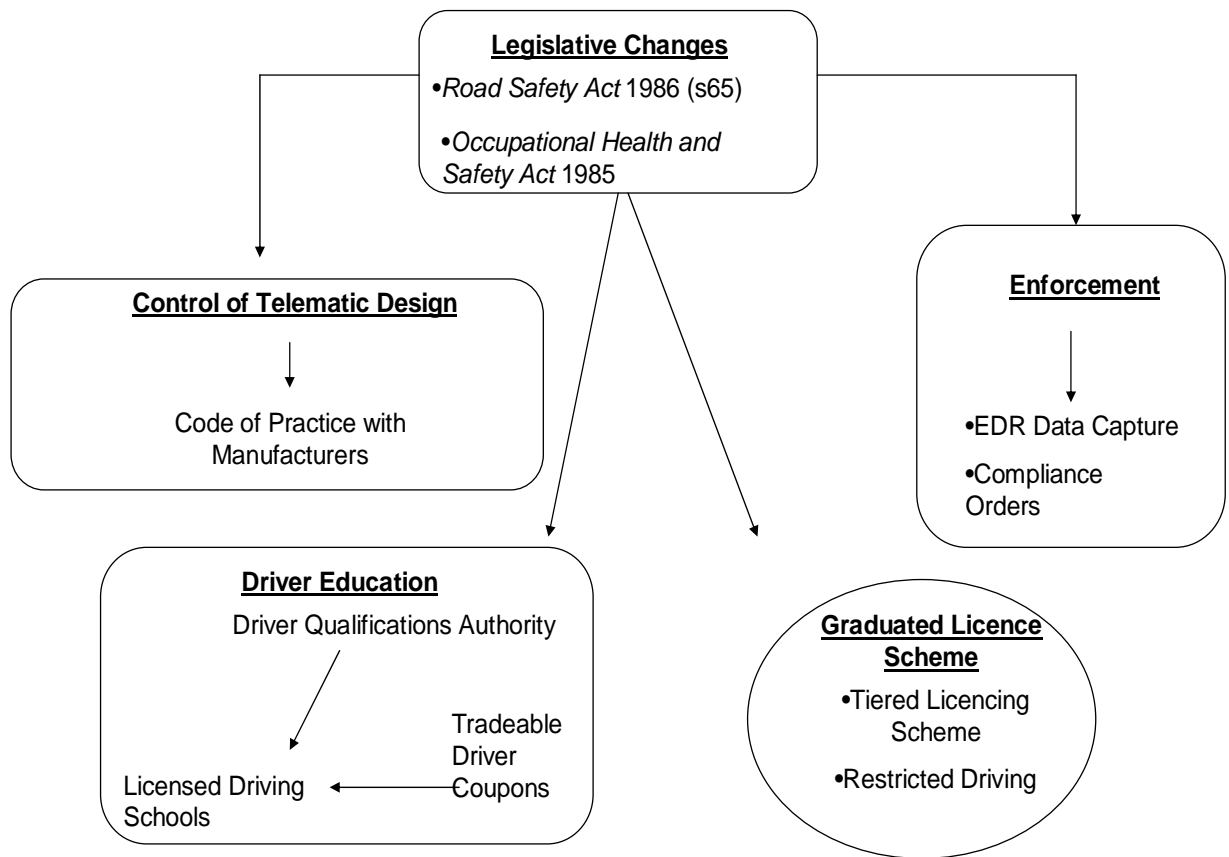 Legislative Changes
•Road Safety Act 1986 (s65)
•Occupational Health and
Safety Act 1985
Control of Telematic Design
Code of Practice with
Manufacturers
Enforcement
•EDR Data Capture
•Compliance
Orders
Driver Education
Driver Qualifications Authority
Tradeable
Driver
Coupons
Licensed Driving
Schools
Graduated Licence
Scheme
•Tiered Licencing
Scheme
•Restricted Driving